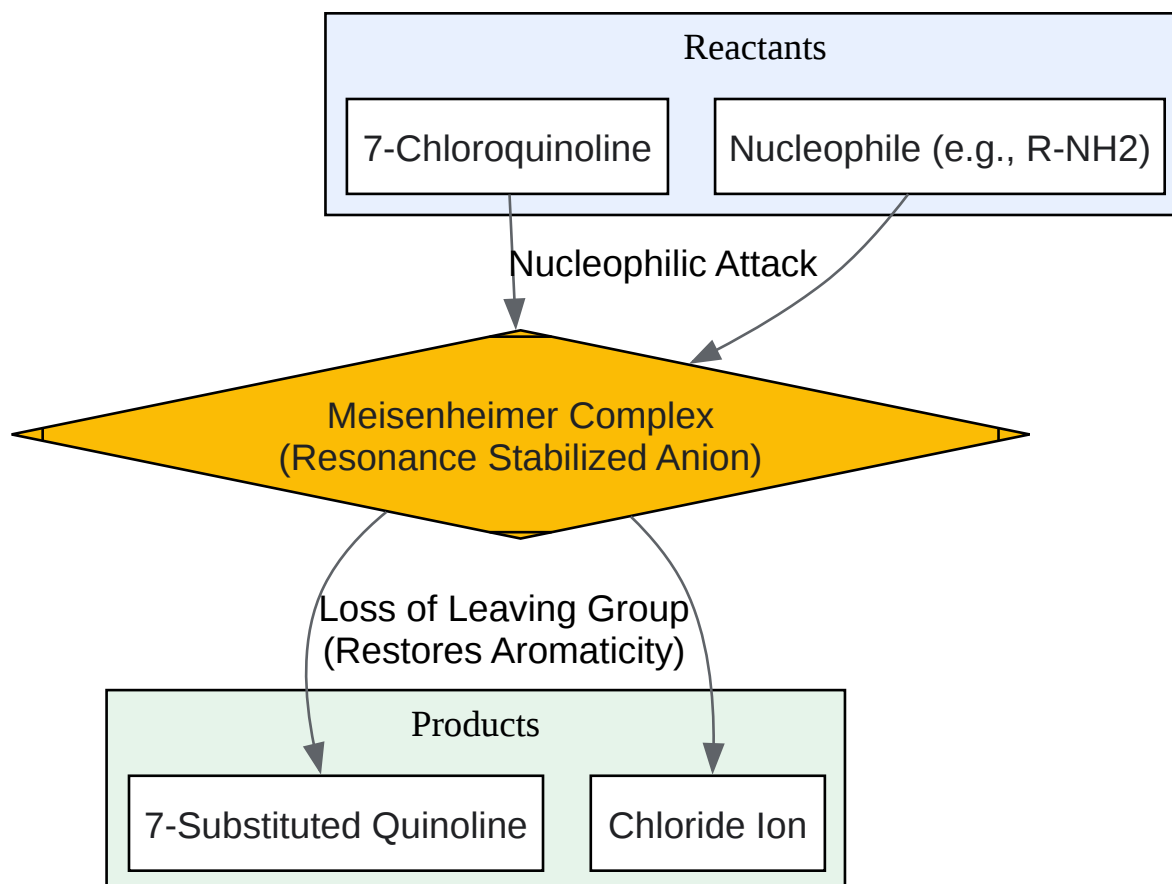 Reactants
7-Chloroquinoline
Nucleophile (e.g., R-NH2)
Nucleophilic Attack
Meisenheimer Complex
(Resonance Stabilized Anion)
Loss of Leaving Group
(Restores Aromaticity)
Products
7-Substituted Quinoline
Chloride Ion